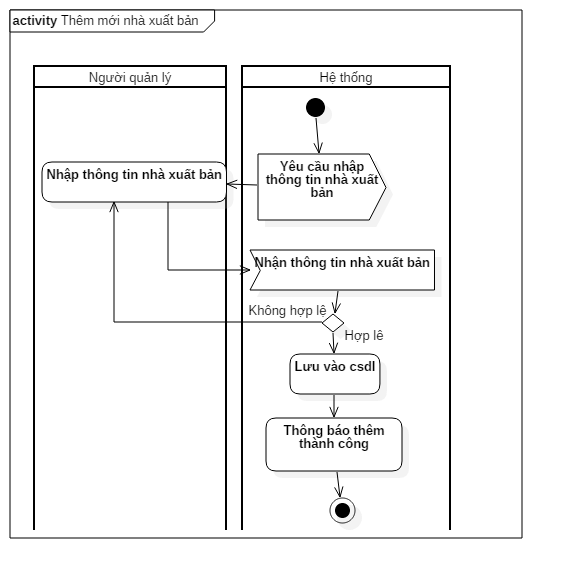 activity Thêm mới nhà xuất bản
Người quản lý
Hệ thống
Yêu cầu nhập
thông tin nhà xuất
bản
Nhập thông tin nhà xuất bản
Nhận thông tin nhà xuất bản
Không hợp lệ
Hợp lê
Lưu vào csdl
Thông báo thêm
thành công